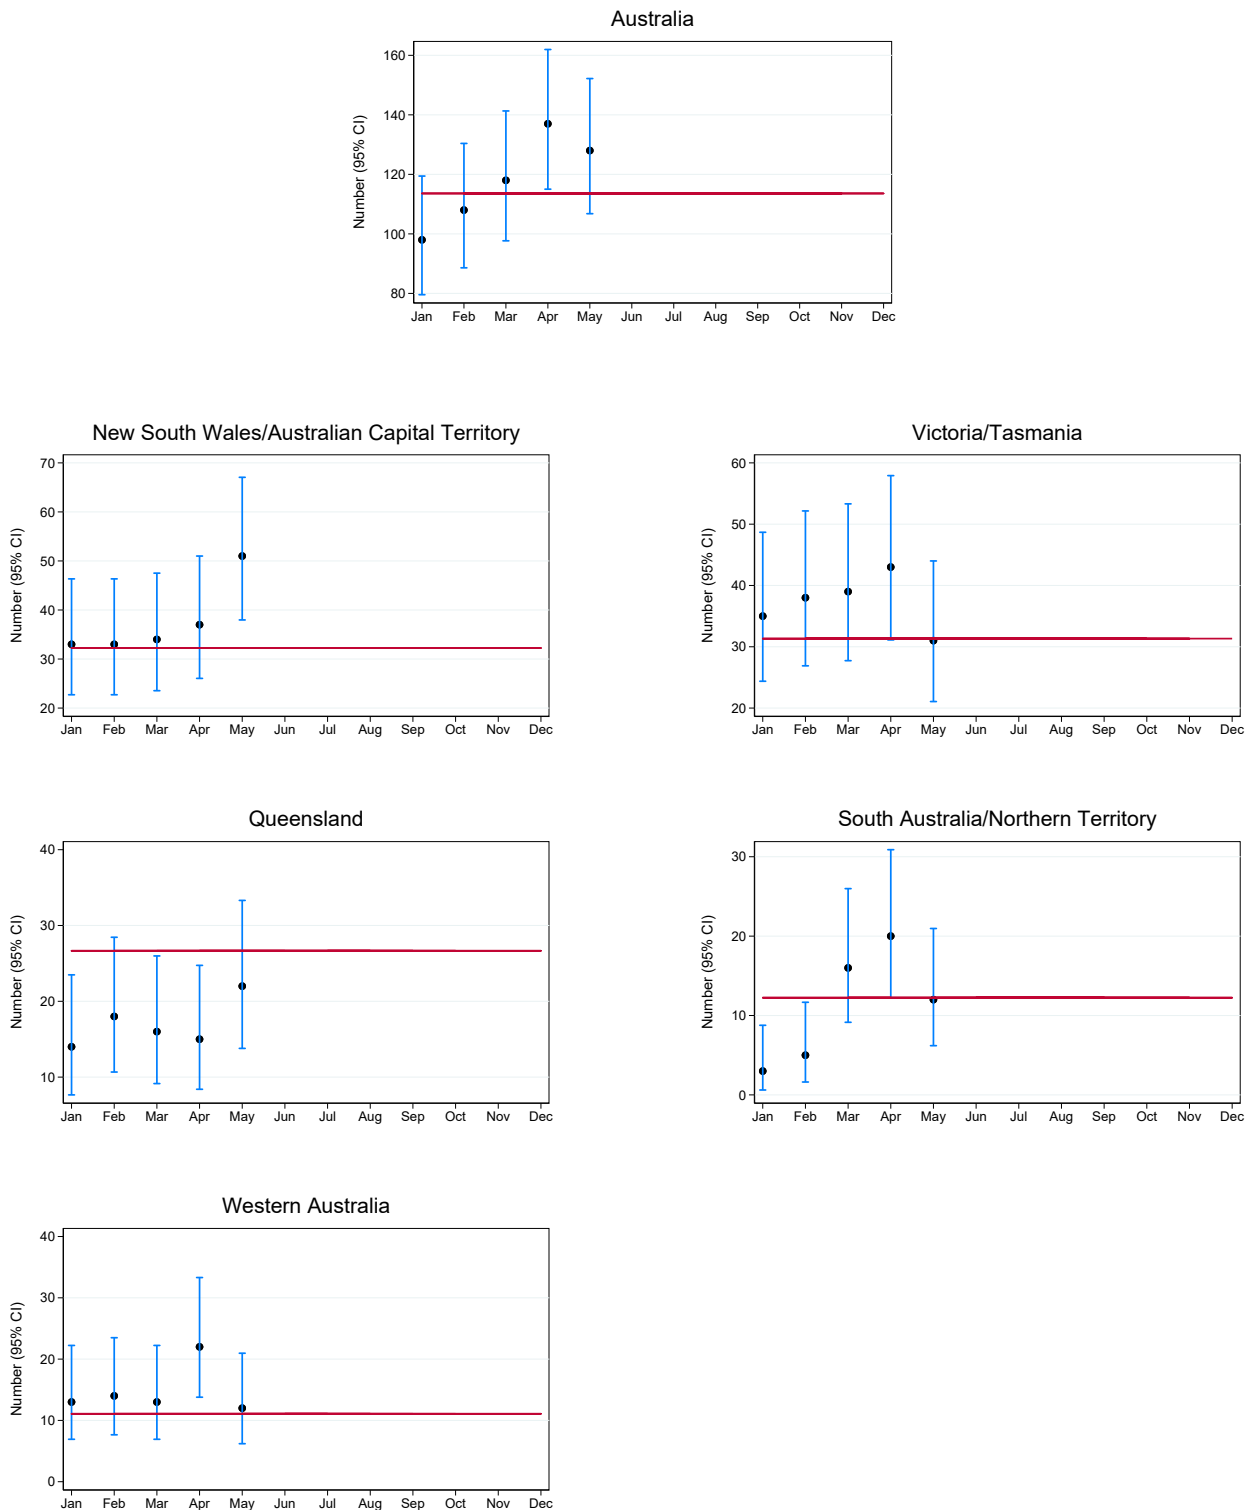 Australia
Number (95% CI)
160
140
120
100
80
Jan Feb Mar Apr May Jun Jul Aug Sep Oct Nov Dec
New South Wales/Australian Capital Territory
Number (95% CI)
70
60
50
40
30
20
Jan Feb Mar Apr May Jun Jul Aug Sep Oct Nov Dec
Victoria/Tasmania
Number (95% CI)
60
50
40
30
20
Jan Feb Mar Apr May Jun Jul Aug Sep Oct Nov Dec
Queensland
Number (95% CI)
40
30
20
10
Jan Feb Mar Apr May Jun Jul Aug Sep Oct Nov Dec
South Australia/Northern Territory
Number (95% CI)
30
20
10
0
Jan Feb Mar Apr May Jun Jul Aug Sep Oct Nov Dec
Western Australia
Number (95% CI)
40
30
20
10
0
Jan Feb Mar Apr May Jun Jul Aug Sep Oct Nov Dec